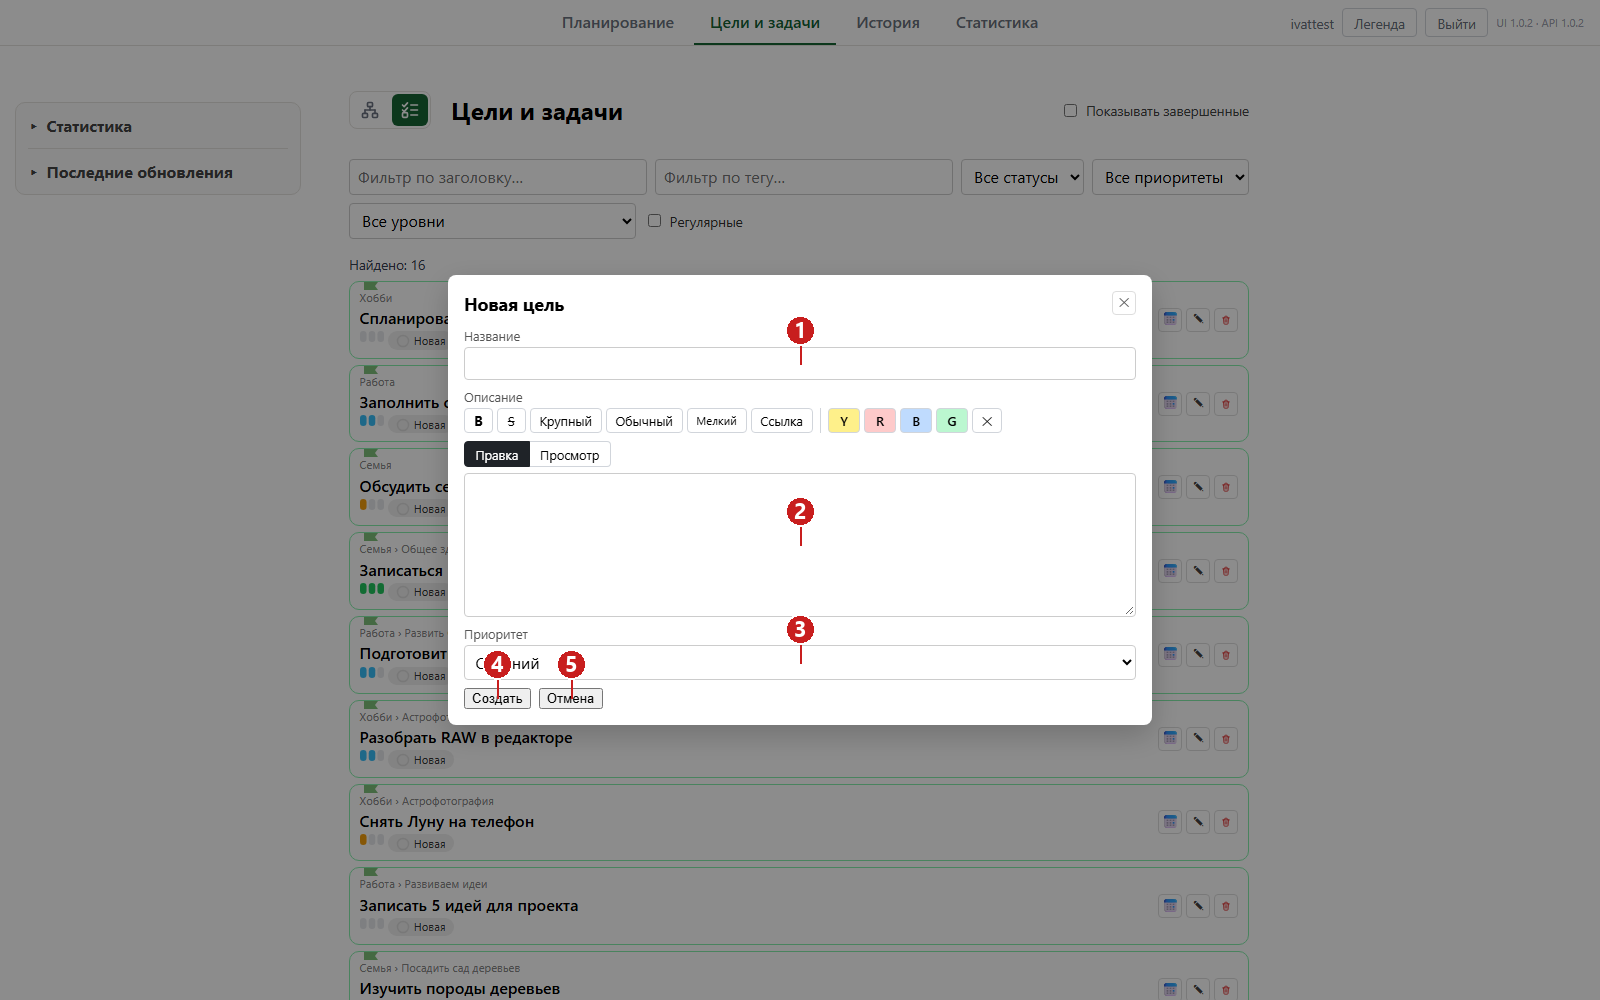 Планирование Цели и задачи История Статистика ivattest Легенда Выйти UI 1.0.2 · API 1.0.2
Статистика
Последние обновления
Цели и задачи
Показывать завершенные
Фильтр по заголовку... Фильтр по тегу... Все статусы Все приоритеты
Все уровни Регулярные
Найдено: 16
Хобби
Новая
Работа
Заполнить
Новая
Семья
Обсудить
Новая
Семья › Общее
Записаться
Новая
Работа › Развить
Подготовить
Новая
Новая цель
Название
1
Описание
B S Крупный Обычный Мелкий Ссылка Y R B G
Правка Просмотр
2
Приоритет
3
4 5
Создать Отмена
Хобби ›
Разобрать RAW в редакторе
Новая
Хобби › Астрофотография
Снять Луну на телефон
Новая
Работа › Развиваем идеи
Записать 5 идей для проекта
Новая
Семья › Посадить сад деревьев
Изучить породы деревьев